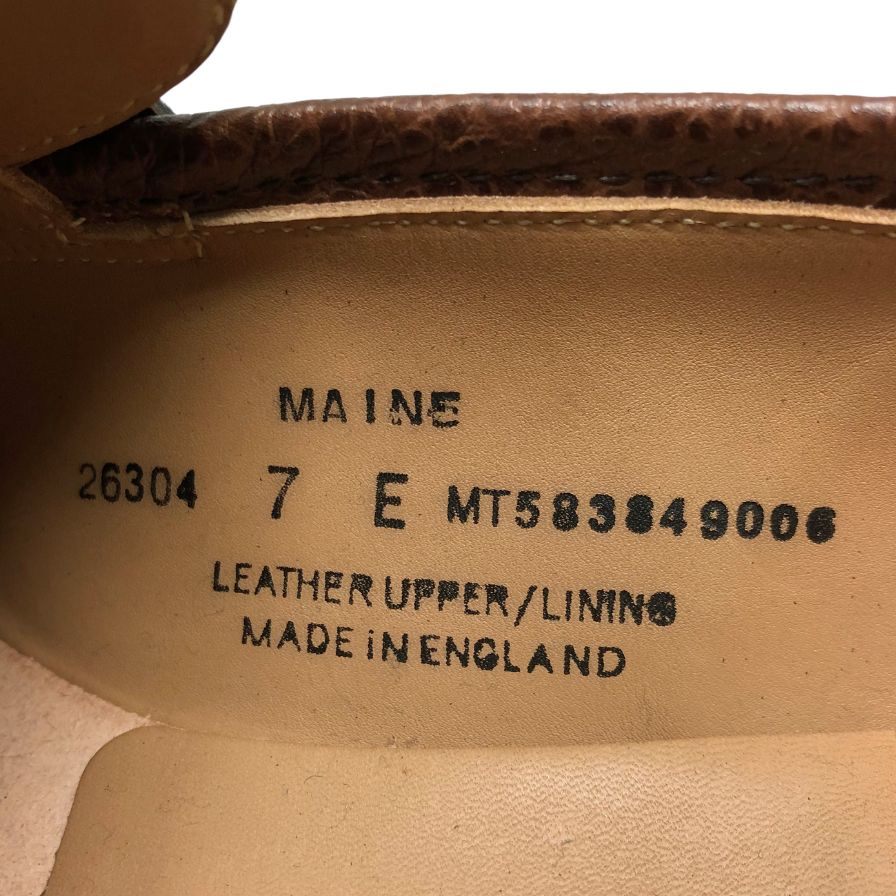 MAINE
26304 7 E MT583849006
LEATHER UPPER/LINING
MADE iN ENGLAND